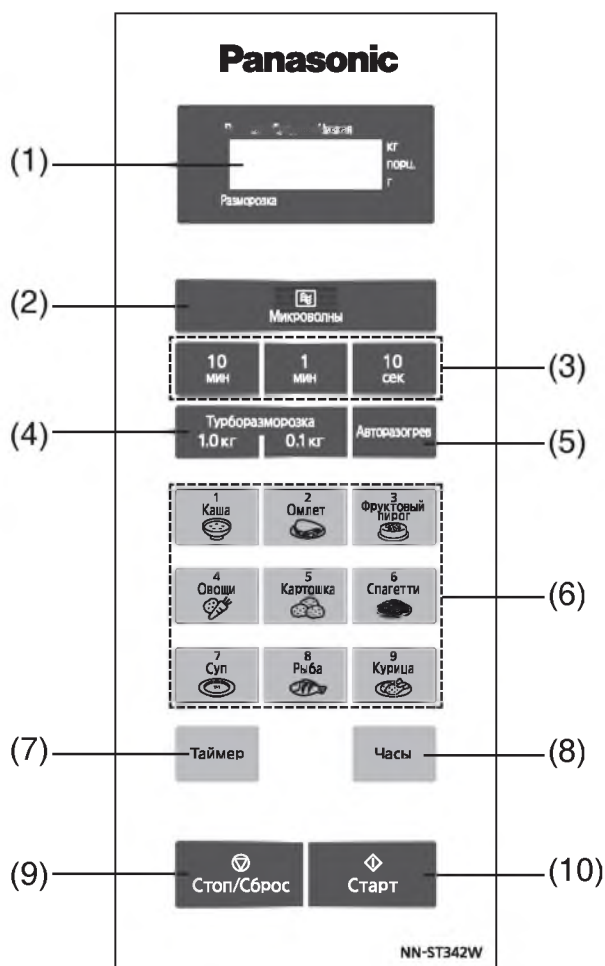 Panasonic
Низкая
(1)
кг
порц.
г
Разморозка
(2)
Микроволны
10 мин
1 мин
10 сек
(3)
(4)
Турборазморозка
1.0 кг 0.1 кг
Авторазогрев
(5)
1 Каша
2 Омлет
3 Фруктовый пирог
4 Овощи
5 Картошка
6 Спагетти
(6)
7 Суп
8 Рыба
9 Курица
(7)
Таймер
Часы
(8)
(9)
Стоп/Сброс
Старт
(10)
NN-ST342W